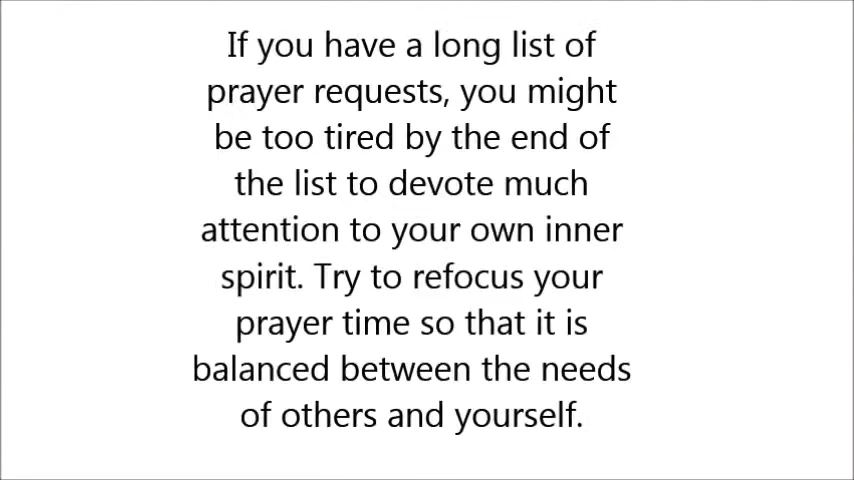 If you have a long list of
prayer requests, you might
be too tired by the end of
the list to devote much
attention to your own inner
spirit. Try to refocus your
prayer time so that it is
balanced between the needs
of others and yourself.